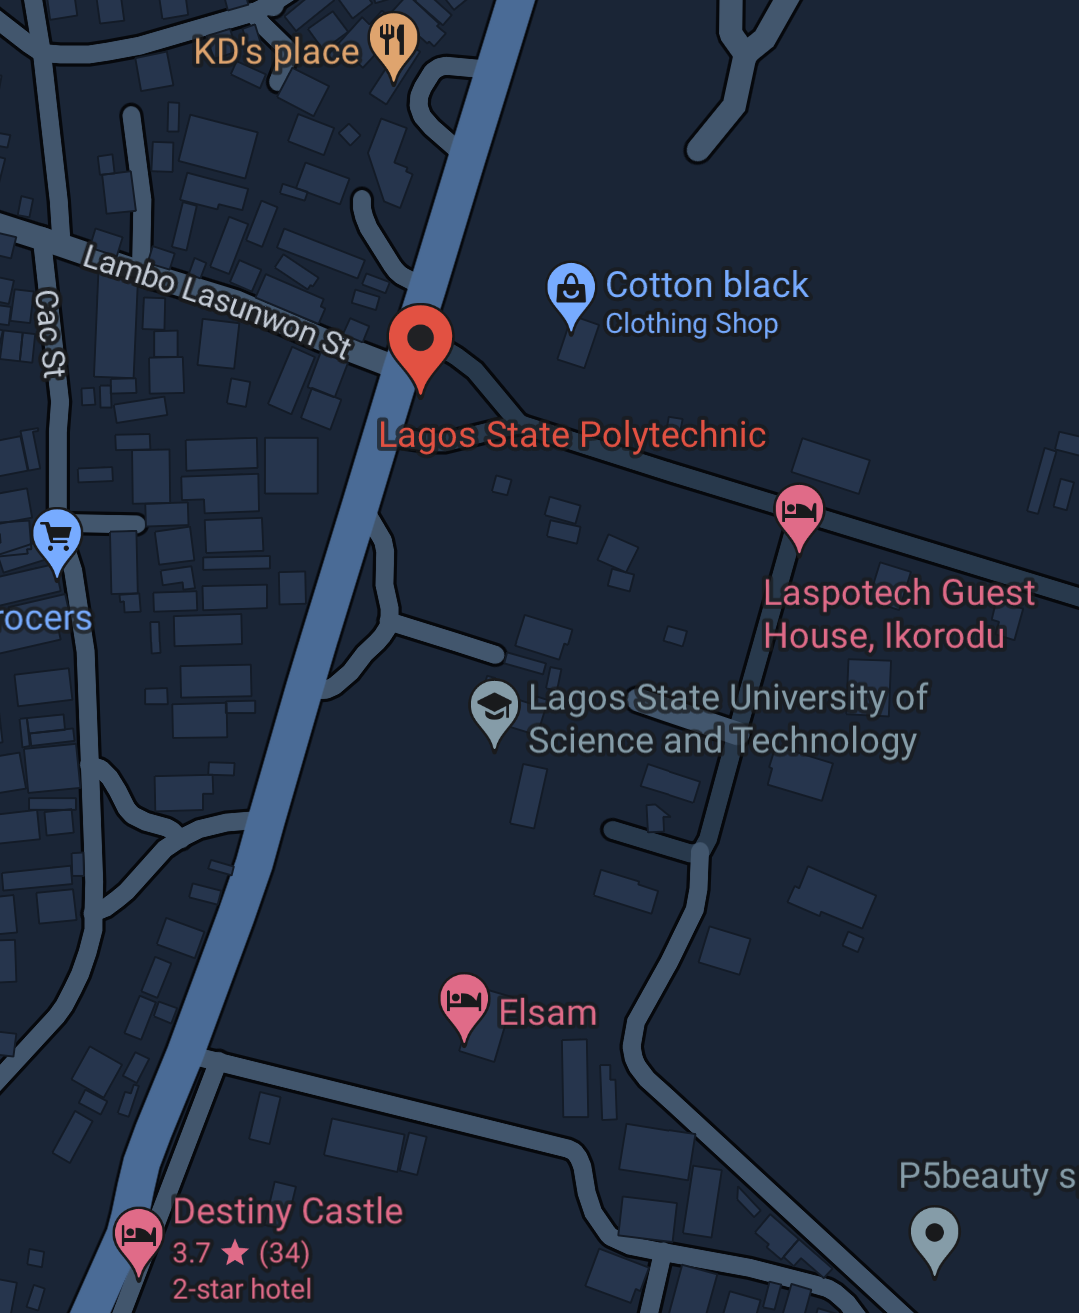 KD's place
Lambo Lasunwon St
Cac St
Cotton black
Clothing Shop
Lagos State Polytechnic
Laspotech Guest
House, Ikorodu
rocers
Lagos State University of
Science and Technology
Elsam
P5beauty s
Destiny Castle
3.7 ★ (34)
2-star hotel